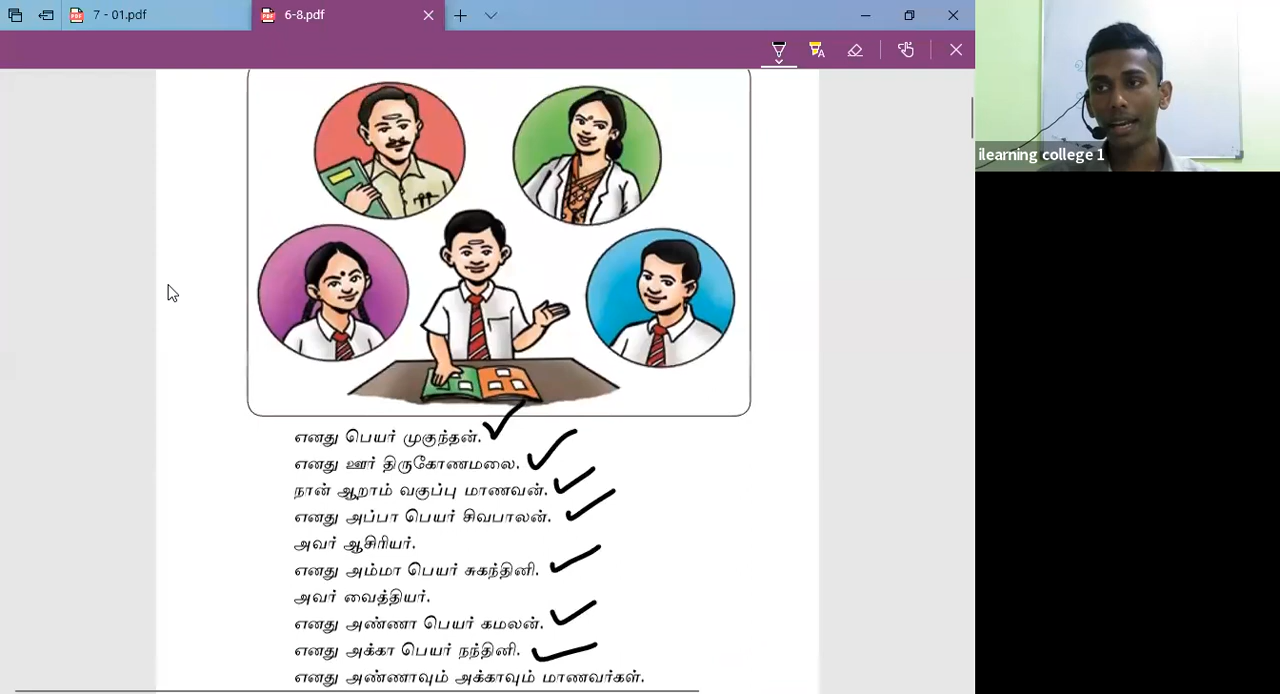 7 - 01.pdf
6-8.pdf
ilearning college 1
எனது பெயர் முகுந்தன்.
எனது ஊர் திருகோணமலை.
நான் ஆறாம் வகுப்பு மாணவன்.
எனது அப்பா பெயர் சிவபாலன்.
அவர் ஆசிரியர்.
எனது அம்மா பெயர் சுகந்தினி.
அவர் வைத்தியர்.
எனது அண்ணா பெயர் கமலன்.
எனது அக்கா பெயர் நந்தினி.
எனது அண்ணாவும் அக்காவும் மாணவர்கள்.